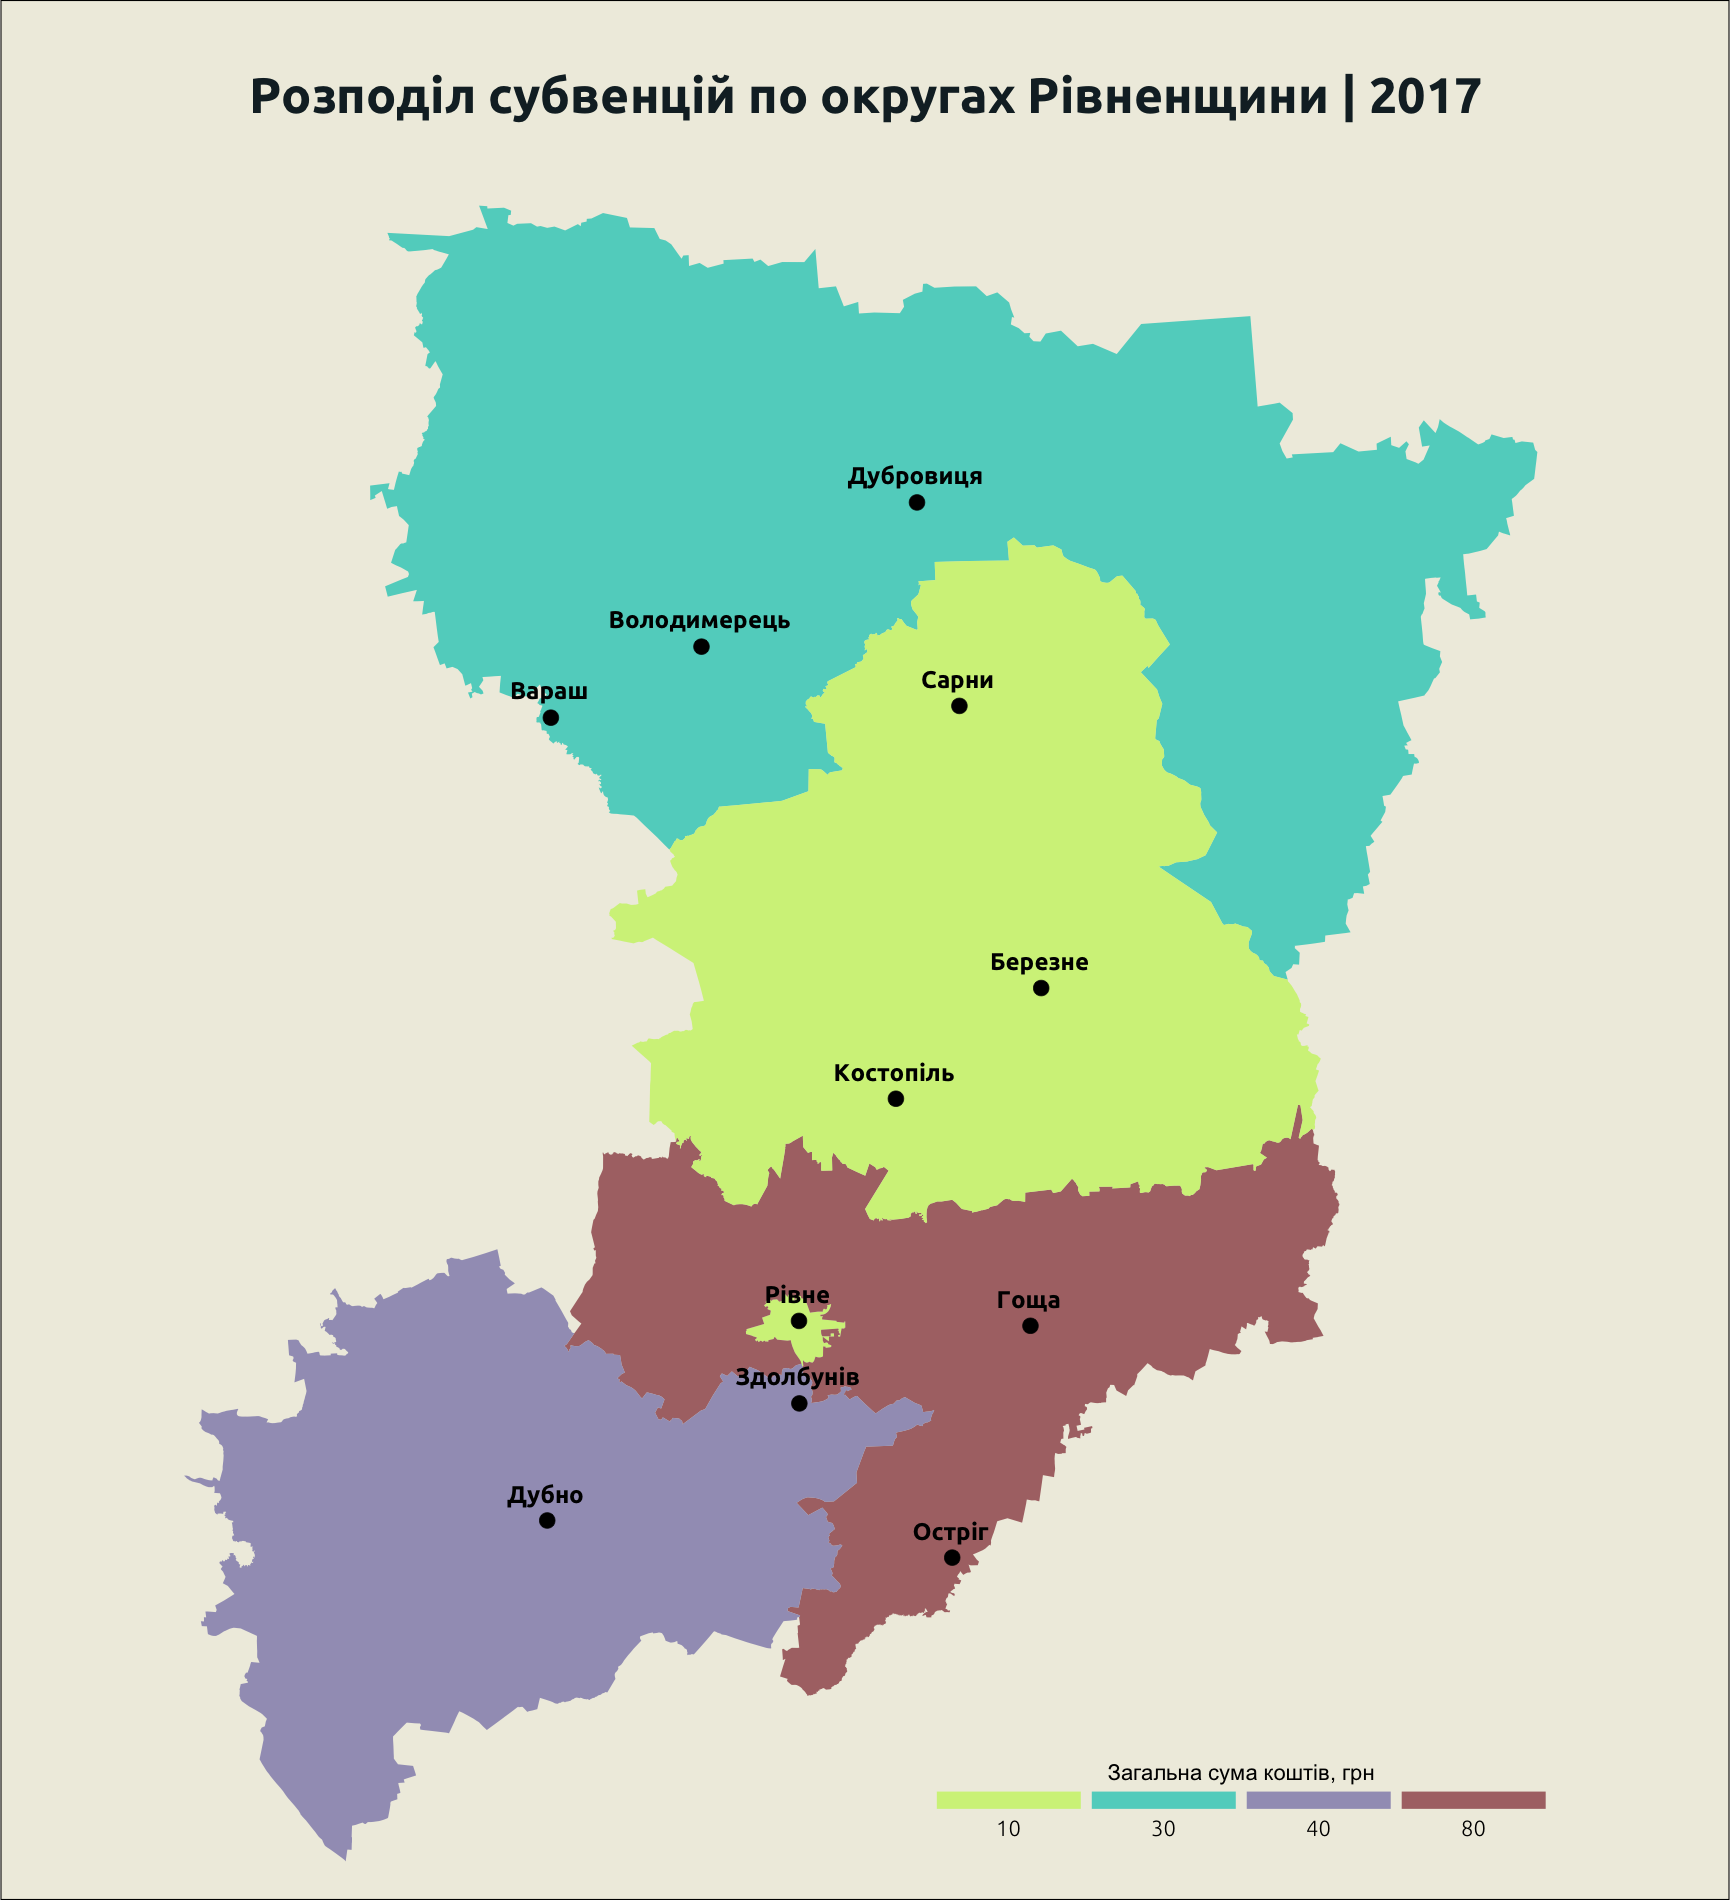 Розподіл субвенцій по округах Рівненщини | 2017
Дубровиця
Володимерець
Сарни
Вараш
Березне
Костопіль
Рівне
Гоща
Здолбунів
Дубно
Остріг
Загальна сума коштів, грн
10 30 40 80